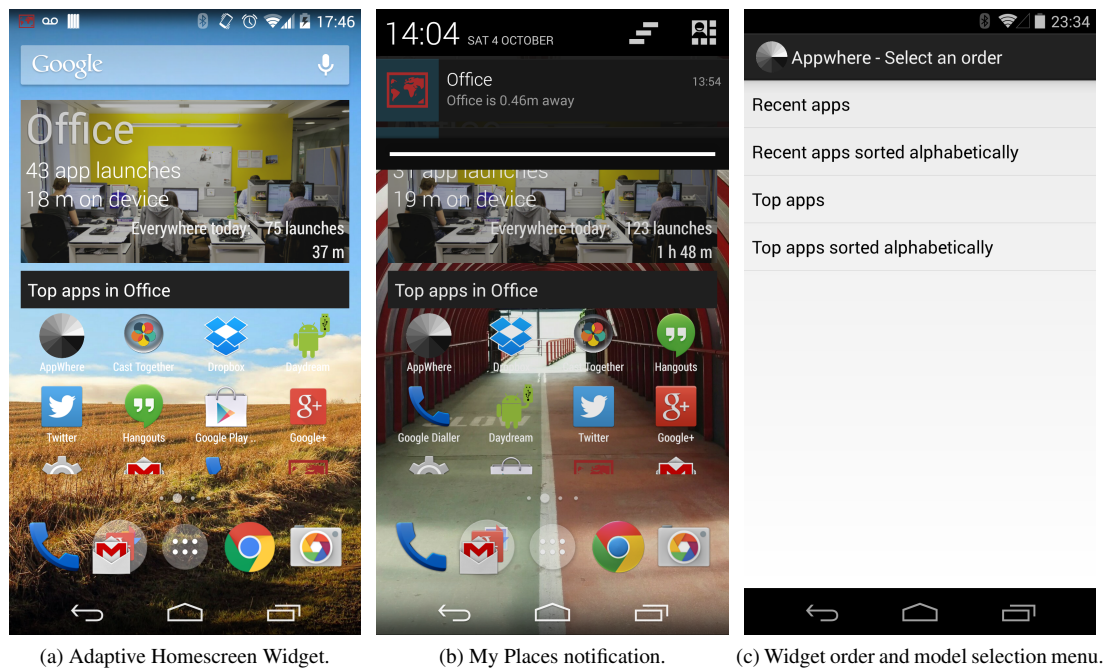 17:46
Google
Office
43 app launches
18 m on device
Everywhere today: 75 launches
37 m
Top apps in Office
AppWhere Cast Together Dropbox Daydream
Twitter Hangouts Google Play .. Google+
(a) Adaptive Homescreen Widget.
14:04 SAT 4 OCTOBER
Office 13:54
Office is 0.46m away
31 app launches
19 m on device
Everywhere today: 123 launches
1 h 48 m
Top apps in Office
AppWhere Together Hangouts
Google Dialler Daydream Twitter Google+
(b) My Places notification.
23:34
Appwhere - Select an order
Recent apps
Recent apps sorted alphabetically
Top apps
Top apps sorted alphabetically
(c) Widget order and model selection menu.